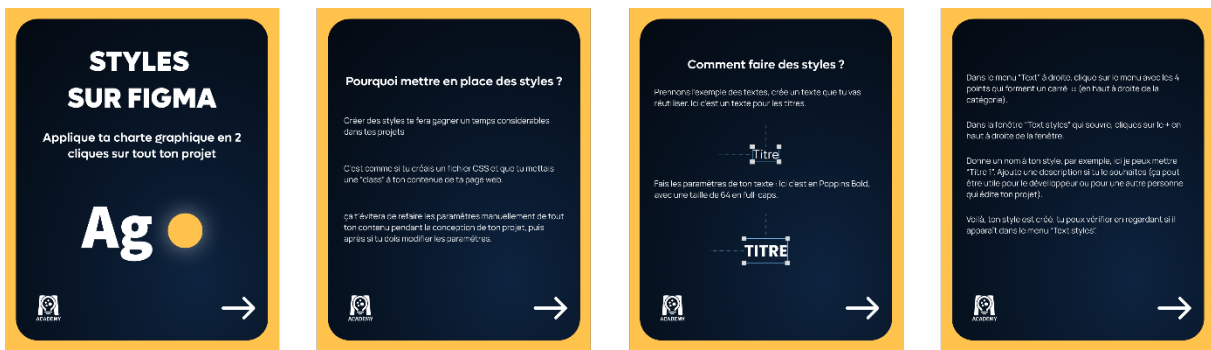 STYLES
SUR FIGMA
Applique ta charte graphique en 2
cliques sur tout ton projet
Ag
ACADEMY
Pourquoi mettre en place des styles ?
Créer des styles te fera gagner un temps considerables
dans tes projets
C'est comme si tu créais un fichier CSS et que tu mettais
une "class" à ton contenue de ta page web.
ça t'évitera de refaire les paramètres manuellement de tout
ton contenu pendant la conception de ton projet, puis
après si tu dois modifier les paramètres.
ACADEMY
Comment faire des styles ?
Prennons l'exemple des textes, crée un texte que tu vas
réutiliser. Ici c'est un texte pour les titres.
Titre
Fais les paramètres de ton texte : Ici c'est en Poppins Bold,
avec une taille de 64 en full-caps.
TITRE
ACADEMY
Dans le menu "Text" à droite, clique sur le menu avec les 4
points qui forment un carré :: (en haut à droite de la
catégorie).
Dans la fenêtre "Text styles" qui souvre, cliques sur le + en
haut à droite de la fenêtre.
Donne un nom à ton style, par exemple, ici je peux mettre
"Titre 1". Ajoute une description si tu le souhaites (ça peut
être utile pour le développeur ou pour une autre personne
qui édite ton projet).
Voilà, ton style est créé, tu peux vérifier en regardant si il
apparaît dans le menu "Text styles".
ACADEMY